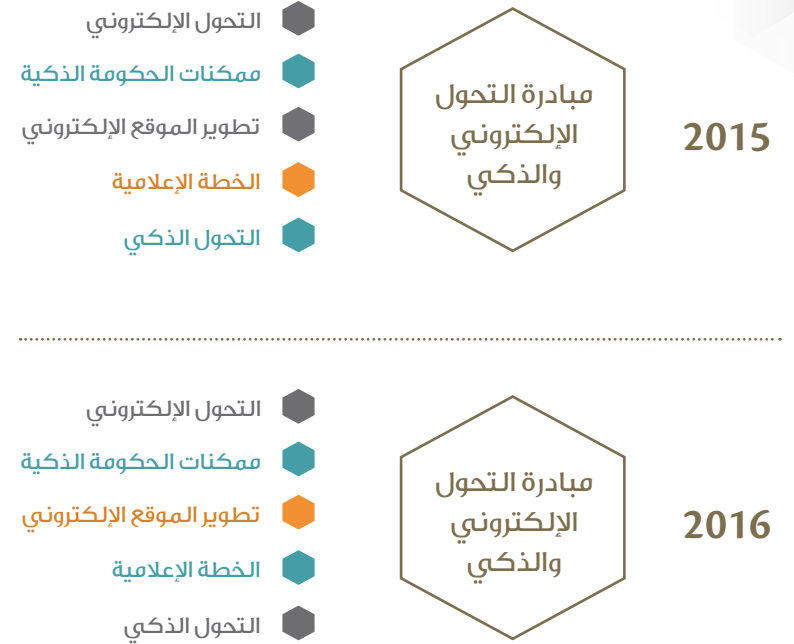 2015
مبادرة التحول
الإلكتروني
والذكي
التحول الإلكتروني
ممكنات الحكومة الذكية
تطوير الموقع الإلكتروني
الخطة الإعلامية
التحول الذكي
2016
مبادرة التحول
الإلكتروني
والذكي
التحول الإلكتروني
ممكنات الحكومة الذكية
تطوير الموقع الإلكتروني
الخطة الإعلامية
التحول الذكي